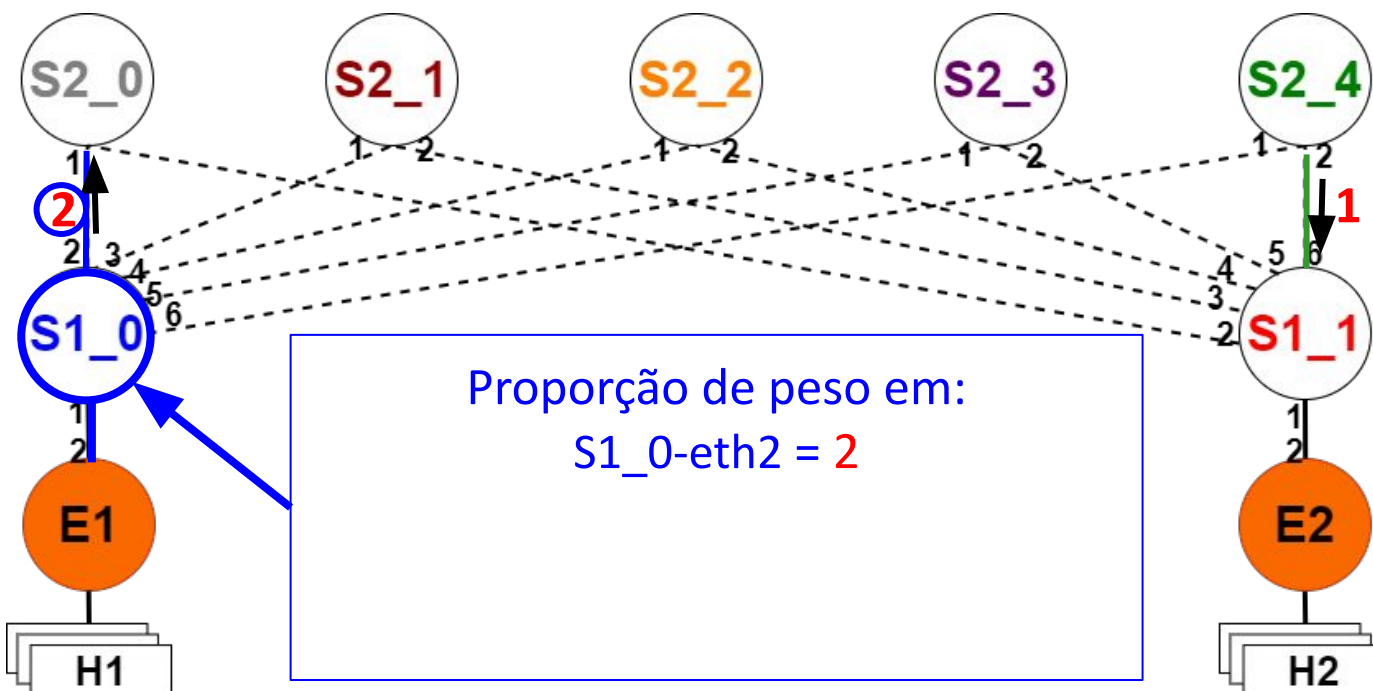 S2_0 S2_1 S2_2 S2_3 S2_4
1 1 2 1 2 1 2 1 2
2 1
2 3 4 5 6 5 6 4 3 2
S1_0 S1_1
Proporção de peso em:
S1_0-eth2 = 2
1 1
2 2
E1 E2
H1 H2